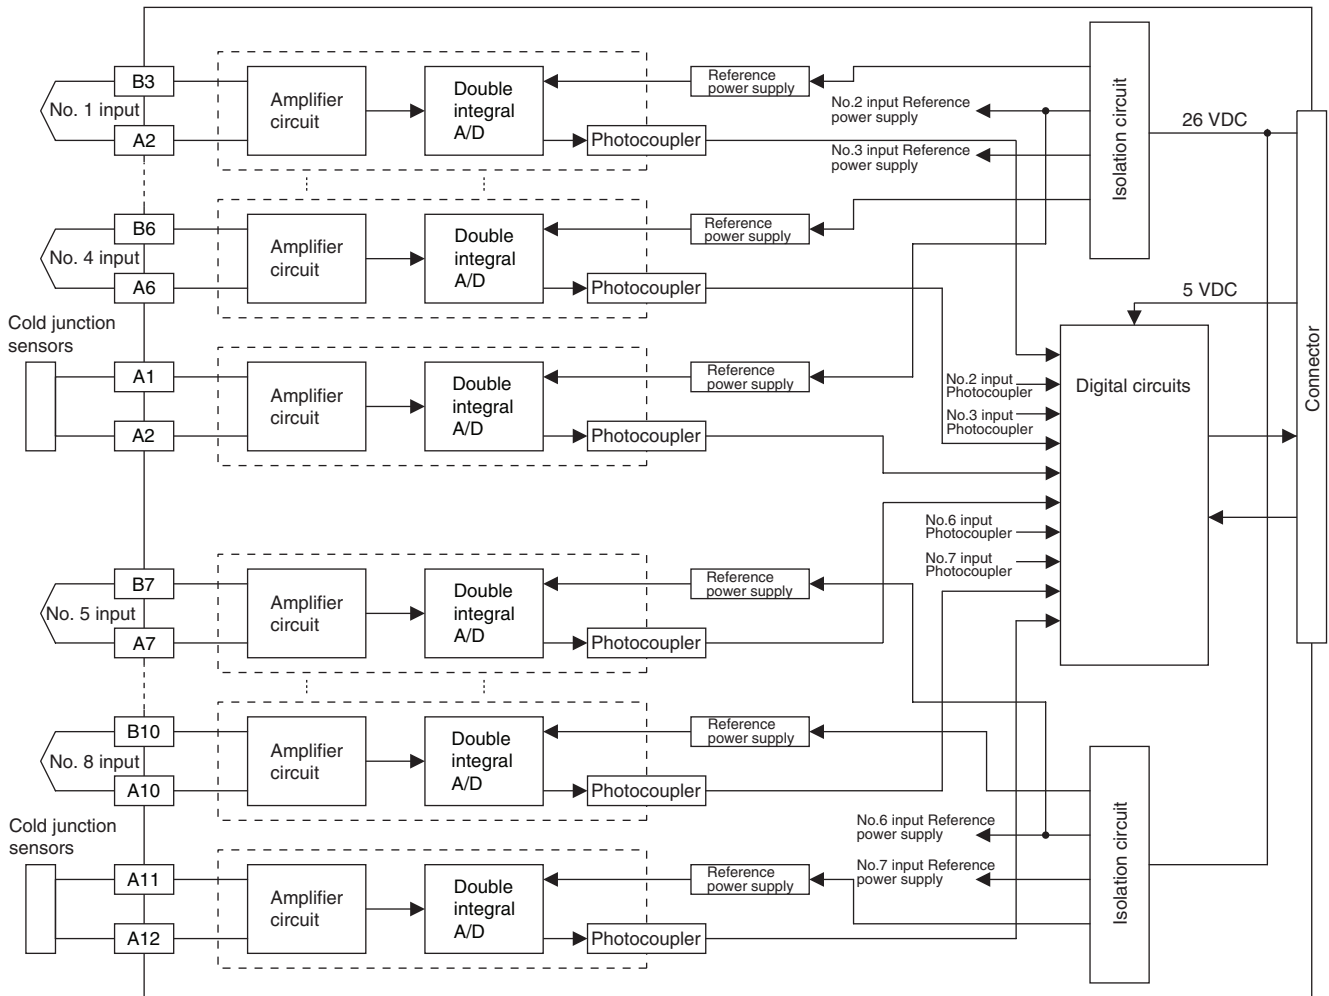 B3
No. 1 input
A2
Amplifier
circuit
Double
integral
A/D
Photocoupler
Reference
power supply
No.2 input Reference
power supply
No.3 input Reference
power supply
Isolation circuit
26 VDC
B6
No. 4 input
A6
Amplifier
circuit
Double
integral
A/D
Photocoupler
Reference
power supply
5 VDC
Connector
Cold junction
sensors
A1
A2
Amplifier
circuit
Double
integral
A/D
Photocoupler
Reference
power supply
No.2 input
Photocoupler
No.3 input
Photocoupler
Digital circuits
No.6 input
Photocoupler
No.7 input
Photocoupler
B7
No. 5 input
A7
Amplifier
circuit
Double
integral
A/D
Photocoupler
Reference
power supply
B10
No. 8 input
A10
Amplifier
circuit
Double
integral
A/D
Photocoupler
Reference
power supply
No.6 input Reference
power supply
No.7 input Reference
power supply
Isolation circuit
Cold junction
sensors
A11
A12
Amplifier
circuit
Double
integral
A/D
Photocoupler
Reference
power supply